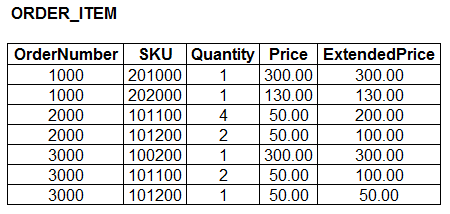 ORDER_ITEM
OrderNumber SKU Quantity Price ExtendedPrice
1000 201000 1 300.00 300.00
1000 202000 1 130.00 130.00
2000 101100 4 50.00 200.00
2000 101200 2 50.00 100.00
3000 100200 1 300.00 300.00
3000 101100 2 50.00 100.00
3000 101200 1 50.00 50.00